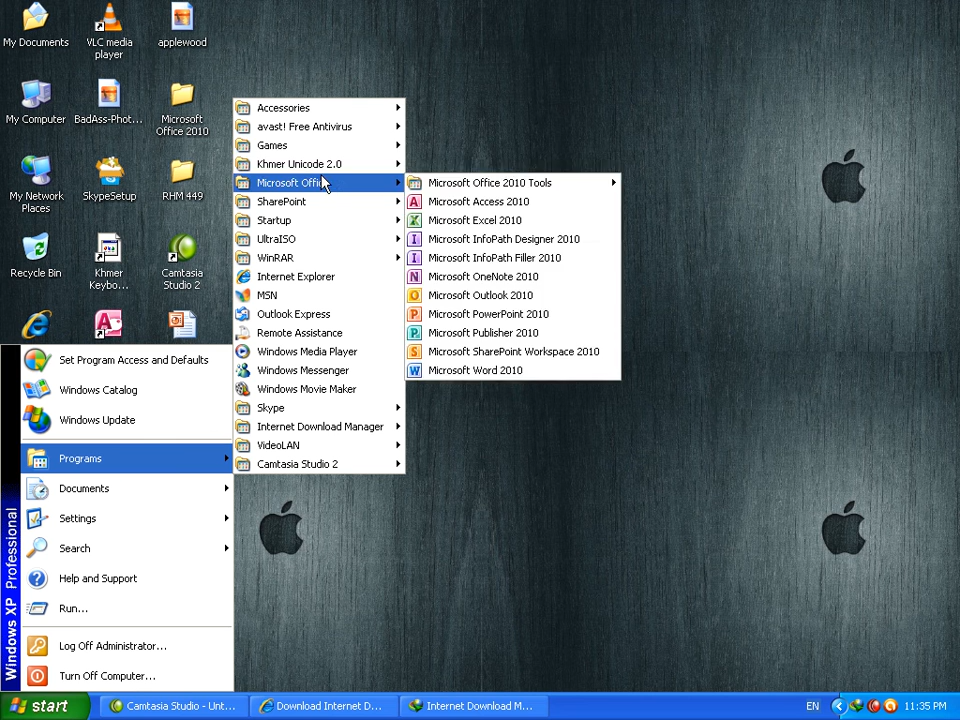 My Documents
VLC media
player
applewood
My Computer
BadAss-Phot...
Microsoft
Office 2010
My Network
Places
SkypeSetup
RHM 449
Recycle Bin
Khmer
Keybo...
Camtasia
Studio 2
Set Program Access and Defaults
Windows Catalog
Windows Update
Programs
Documents
Settings
Search
Help and Support
Run...
Log Off Administrator...
Turn Off Computer...
Windows XP Professional
Accessories
avast! Free Antivirus
Games
Khmer Unicode 2.0
Microsoft Offi
SharePoint
Startup
UltraISO
WinRAR
Internet Explorer
MSN
Outlook Express
Remote Assistance
Windows Media Player
Windows Messenger
Windows Movie Maker
Skype
Internet Download Manager
VideoLAN
Camtasia Studio 2
Microsoft Office 2010 Tools
Microsoft Access 2010
Microsoft Excel 2010
Microsoft InfoPath Designer 2010
Microsoft InfoPath Filler 2010
Microsoft OneNote 2010
Microsoft Outlook 2010
Microsoft PowerPoint 2010
Microsoft Publisher 2010
Microsoft SharePoint Workspace 2010
Microsoft Word 2010
start
Camtasia Studio - Unt...
Download Internet D...
Internet Download M...
EN
11:35 PM